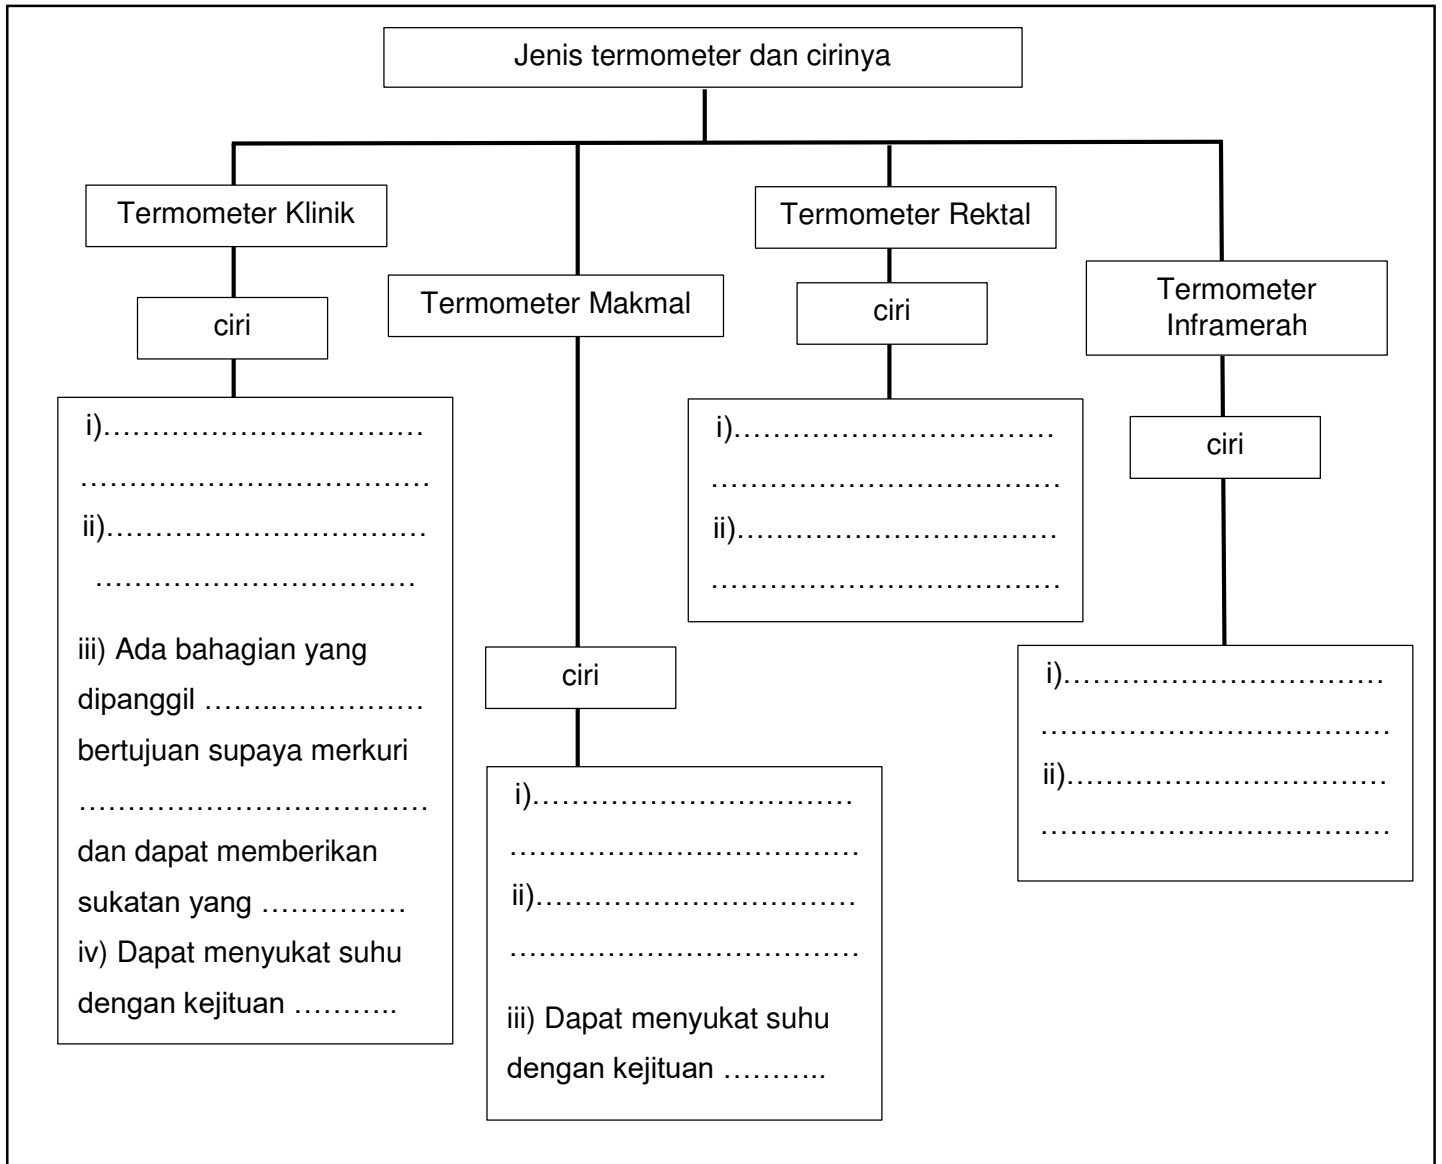 Jenis termometer dan cirinya
Termometer Klinik
ciri
i)……………………………
………………………………
ii)……………………………
……………………………
iii) Ada bahagian yang
dipanggil ……..……………
bertujuan supaya merkuri
………………………………
dan dapat memberikan
sukatan yang ……………
iv) Dapat menyukat suhu
dengan kejituan ………..
Termometer Makmal
ciri
i)……………………………
………………………………
ii)……………………………
………………………………
iii) Dapat menyukat suhu
dengan kejituan ………..
Termometer Rektal
ciri
i)……………………………
………………………………
ii)……………………………
………………………………
Termometer
Inframerah
ciri
i)……………………………
………………………………
ii)……………………………
………………………………